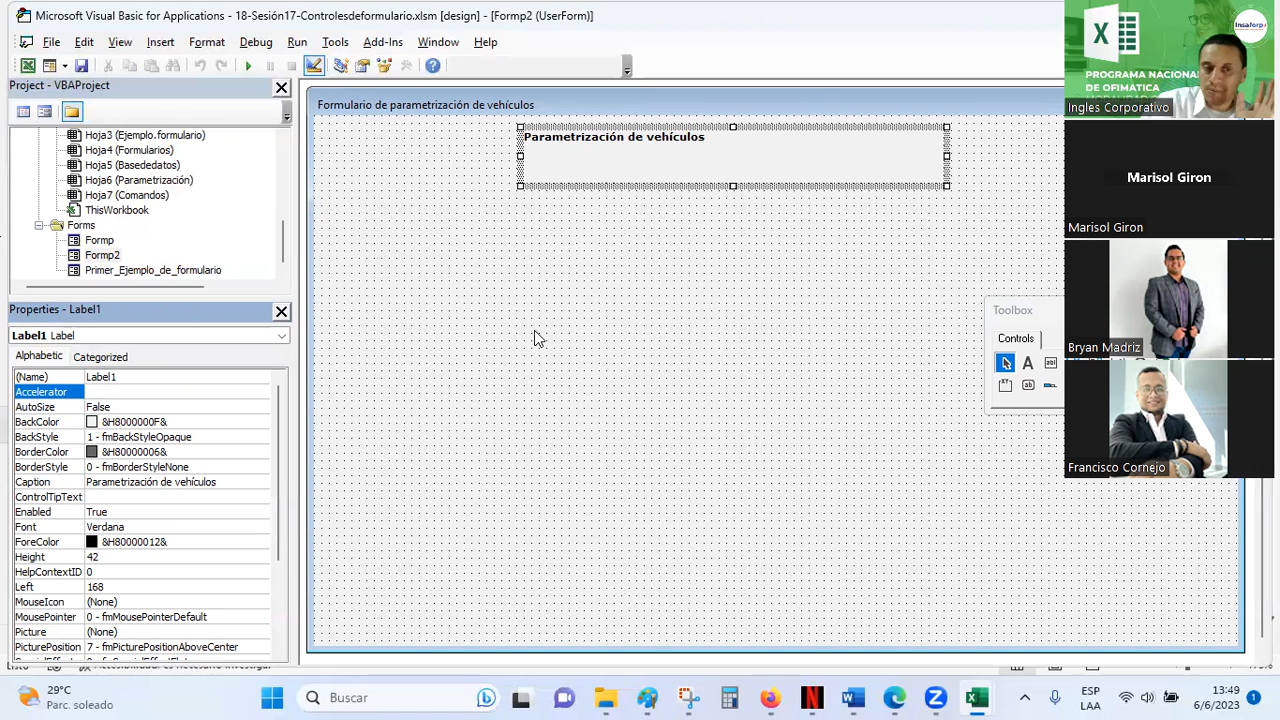 Microsoft Visual Basic for Applications - 18-Sesión17-Controlesdeformulario.xlsm [design] - [Formp2 (UserForm)]
File Edit View Insert Format Debug Run Tools Add-Ins Window Help
Project - VBAProject
Hoja3 (Ejemplo.formulario)
Hoja4 (Formularios)
Hoja5 (Basededatos)
Hoja6 (Parametrización)
Hoja7 (Comandos)
ThisWorkbook
Forms
Formp
Formp2
Primer_Ejemplo_de_formulario
Properties - Label1
Label1 Label
Alphabetic Categorized
(Name) Label1
Accelerator
AutoSize False
BackColor &H8000000F&
BackStyle 1 - fmBackStyleOpaque
BorderColor &H80000006&
BorderStyle 0 - fmBorderStyleNone
Caption Parametrización de vehículos
ControlTipText
Enabled True
Font Verdana
ForeColor &H80000012&
Height 42
HelpContextID 0
Left 168
MouseIcon (None)
MousePointer 0 - fmMousePointerDefault
Picture (None)
PicturePosition 7 - fmPicturePositionAboveCenter
Formulario de parametrización de vehículos
Parametrización de vehículos
Toolbox
Controls
A
abl
XY
ab
X
Insaforp
PROGRAMA NACIONA
DE OFIMATICA
Ingles Corporativo
Marisol Giron
Marisol Giron
Bryan Madriz
Francisco Cornejo
29°C
Parc. soleado
Buscar
ESP
LAA
13:49
6/6/2023
1